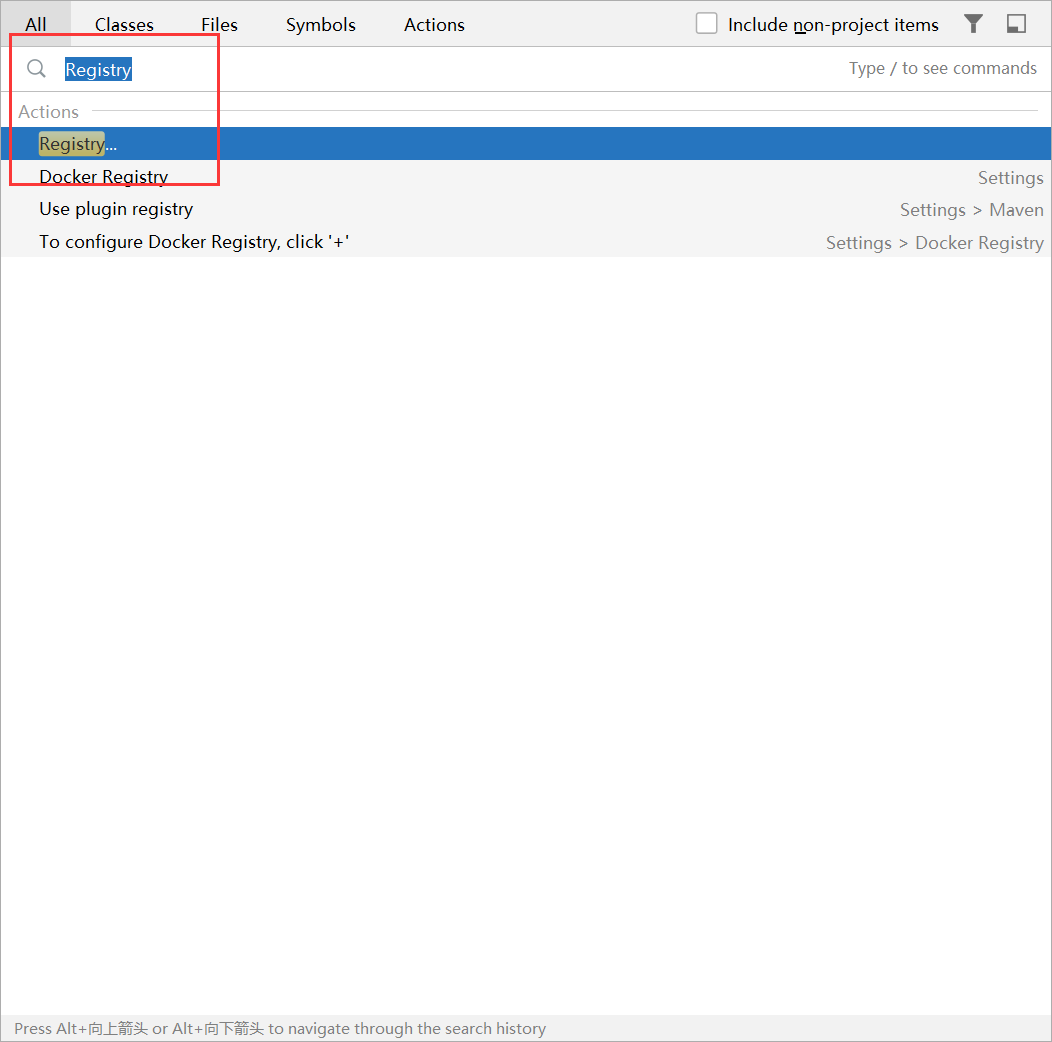 All Classes Files Symbols Actions Include non-project items
Registry Type / to see commands
Actions
Registry...
Docker Registry Settings
Use plugin registry Settings > Maven
To configure Docker Registry, click '+' Settings > Docker Registry
Press Alt+向上箭头 or Alt+向下箭头 to navigate through the search history